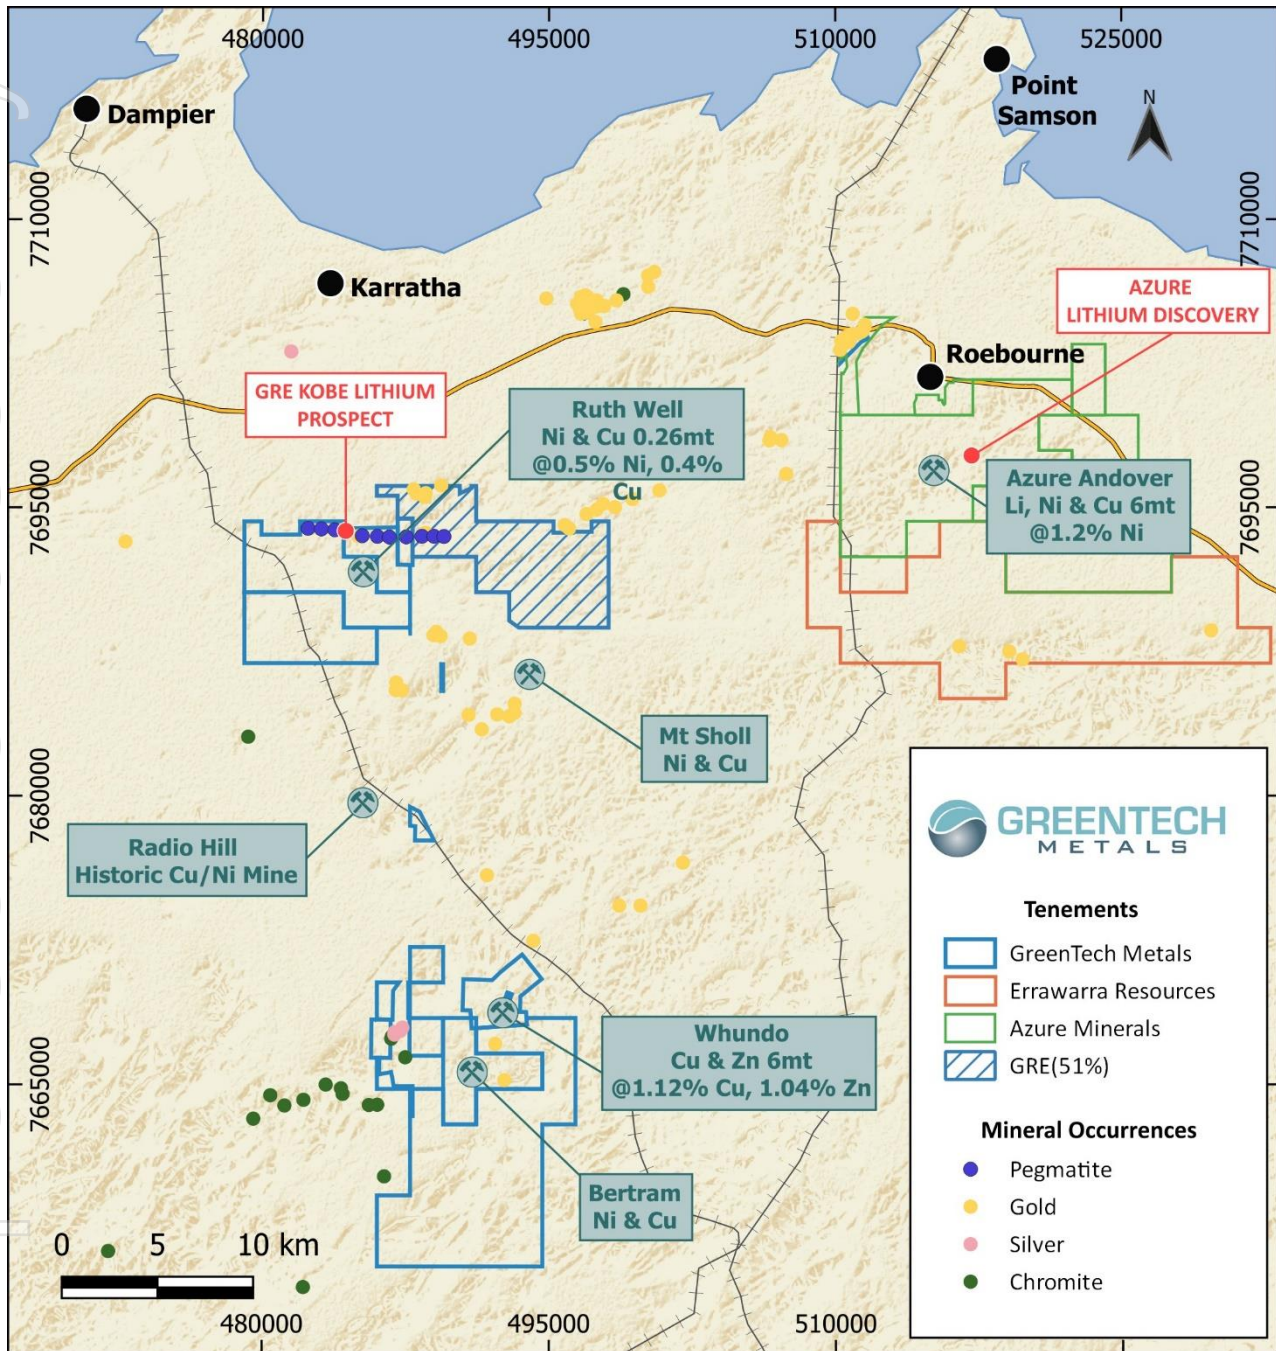 480000
495000
510000
525000
Dampier
Point
Samson
N
7710000
7710000
Karratha
AZURE
LITHIUM DISCOVERY
Roebourne
GRE KOBE LITHIUM
PROSPECT
Ruth Well
Ni & Cu 0.26mt
@0.5% Ni, 0.4%
Cu
Azure Andover
Li, Ni & Cu 6mt
@1.2% Ni
7695000
7695000
Mt Sholl
Ni & Cu
7680000
Radio Hill
Historic Cu/Ni Mine
GREENTECH
METALS
Tenements
GreenTech Metals
Errawarra Resources
Azure Minerals
GRE(51%)
Whundo
Cu & Zn 6mt
@1.12% Cu, 1.04% Zn
7665000
Mineral Occurrences
Pegmatite
Gold
Silver
Chromite
Bertram
Ni & Cu
0 5 10 km
480000
495000
510000